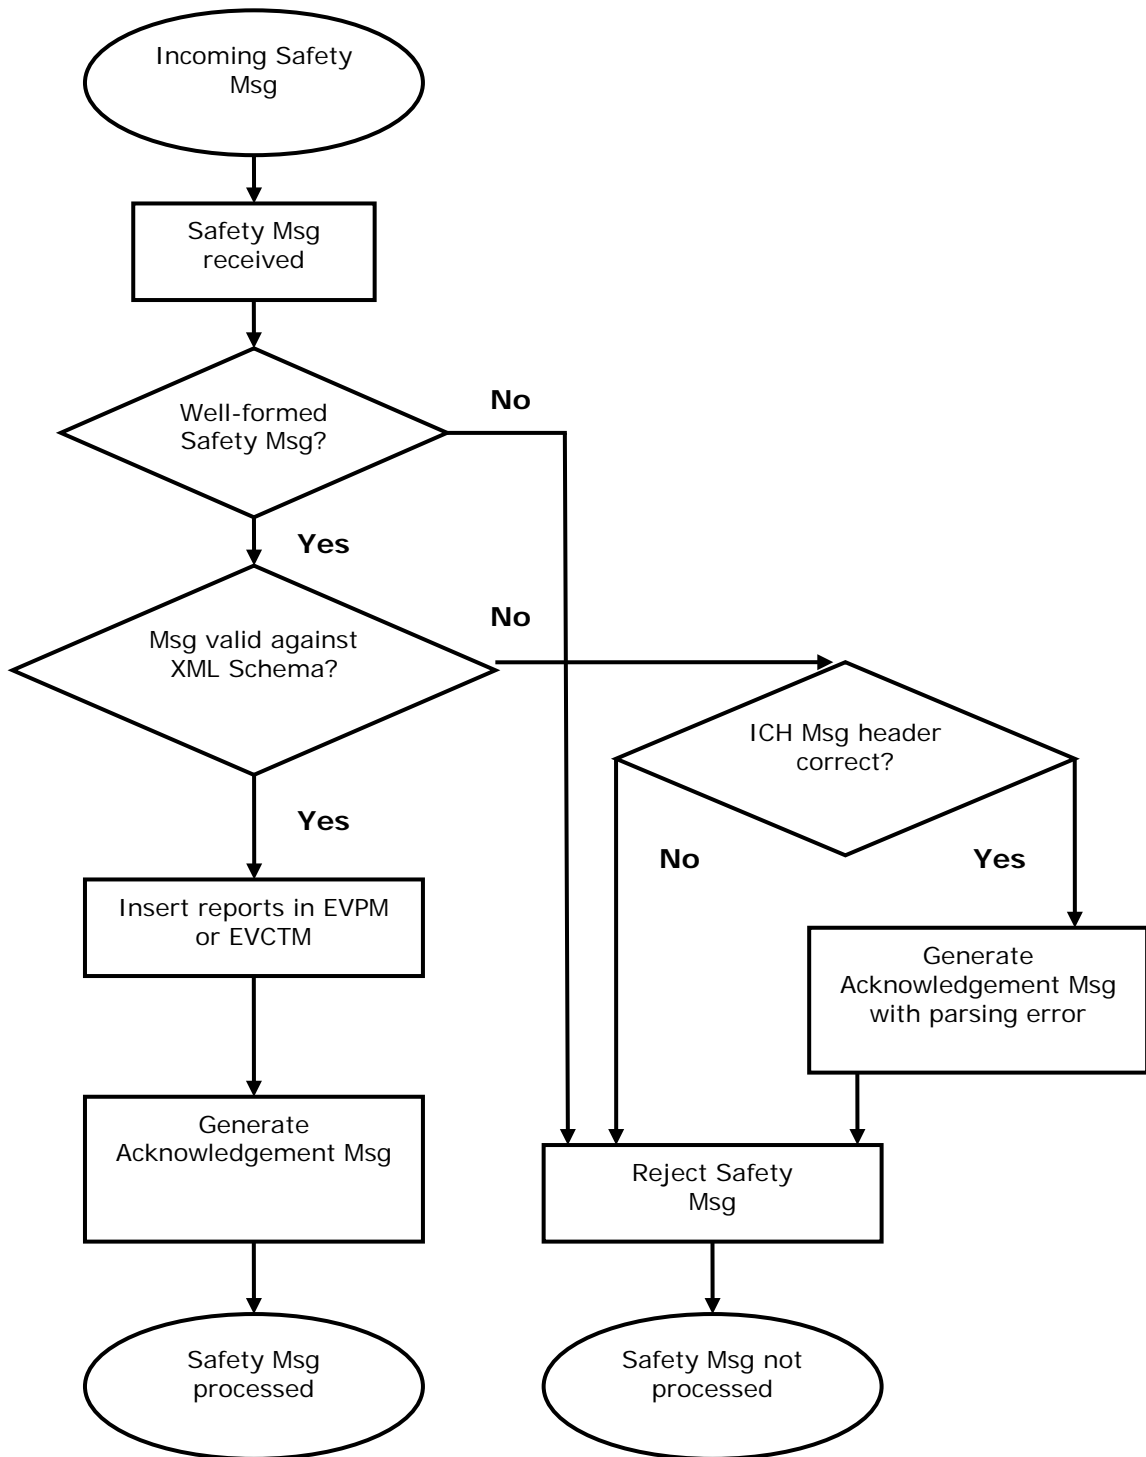 Incoming Safety
Msg
Safety Msg
received
Well-formed
Safety Msg?
No
Yes
Msg valid against
XML Schema?
No
Yes
ICH Msg header
correct?
No
Yes
Insert reports in EVPM
or EVCTM
Generate
Acknowledgement Msg
with parsing error
Generate
Acknowledgement Msg
Reject Safety
Msg
Safety Msg
processed
Safety Msg not
processed